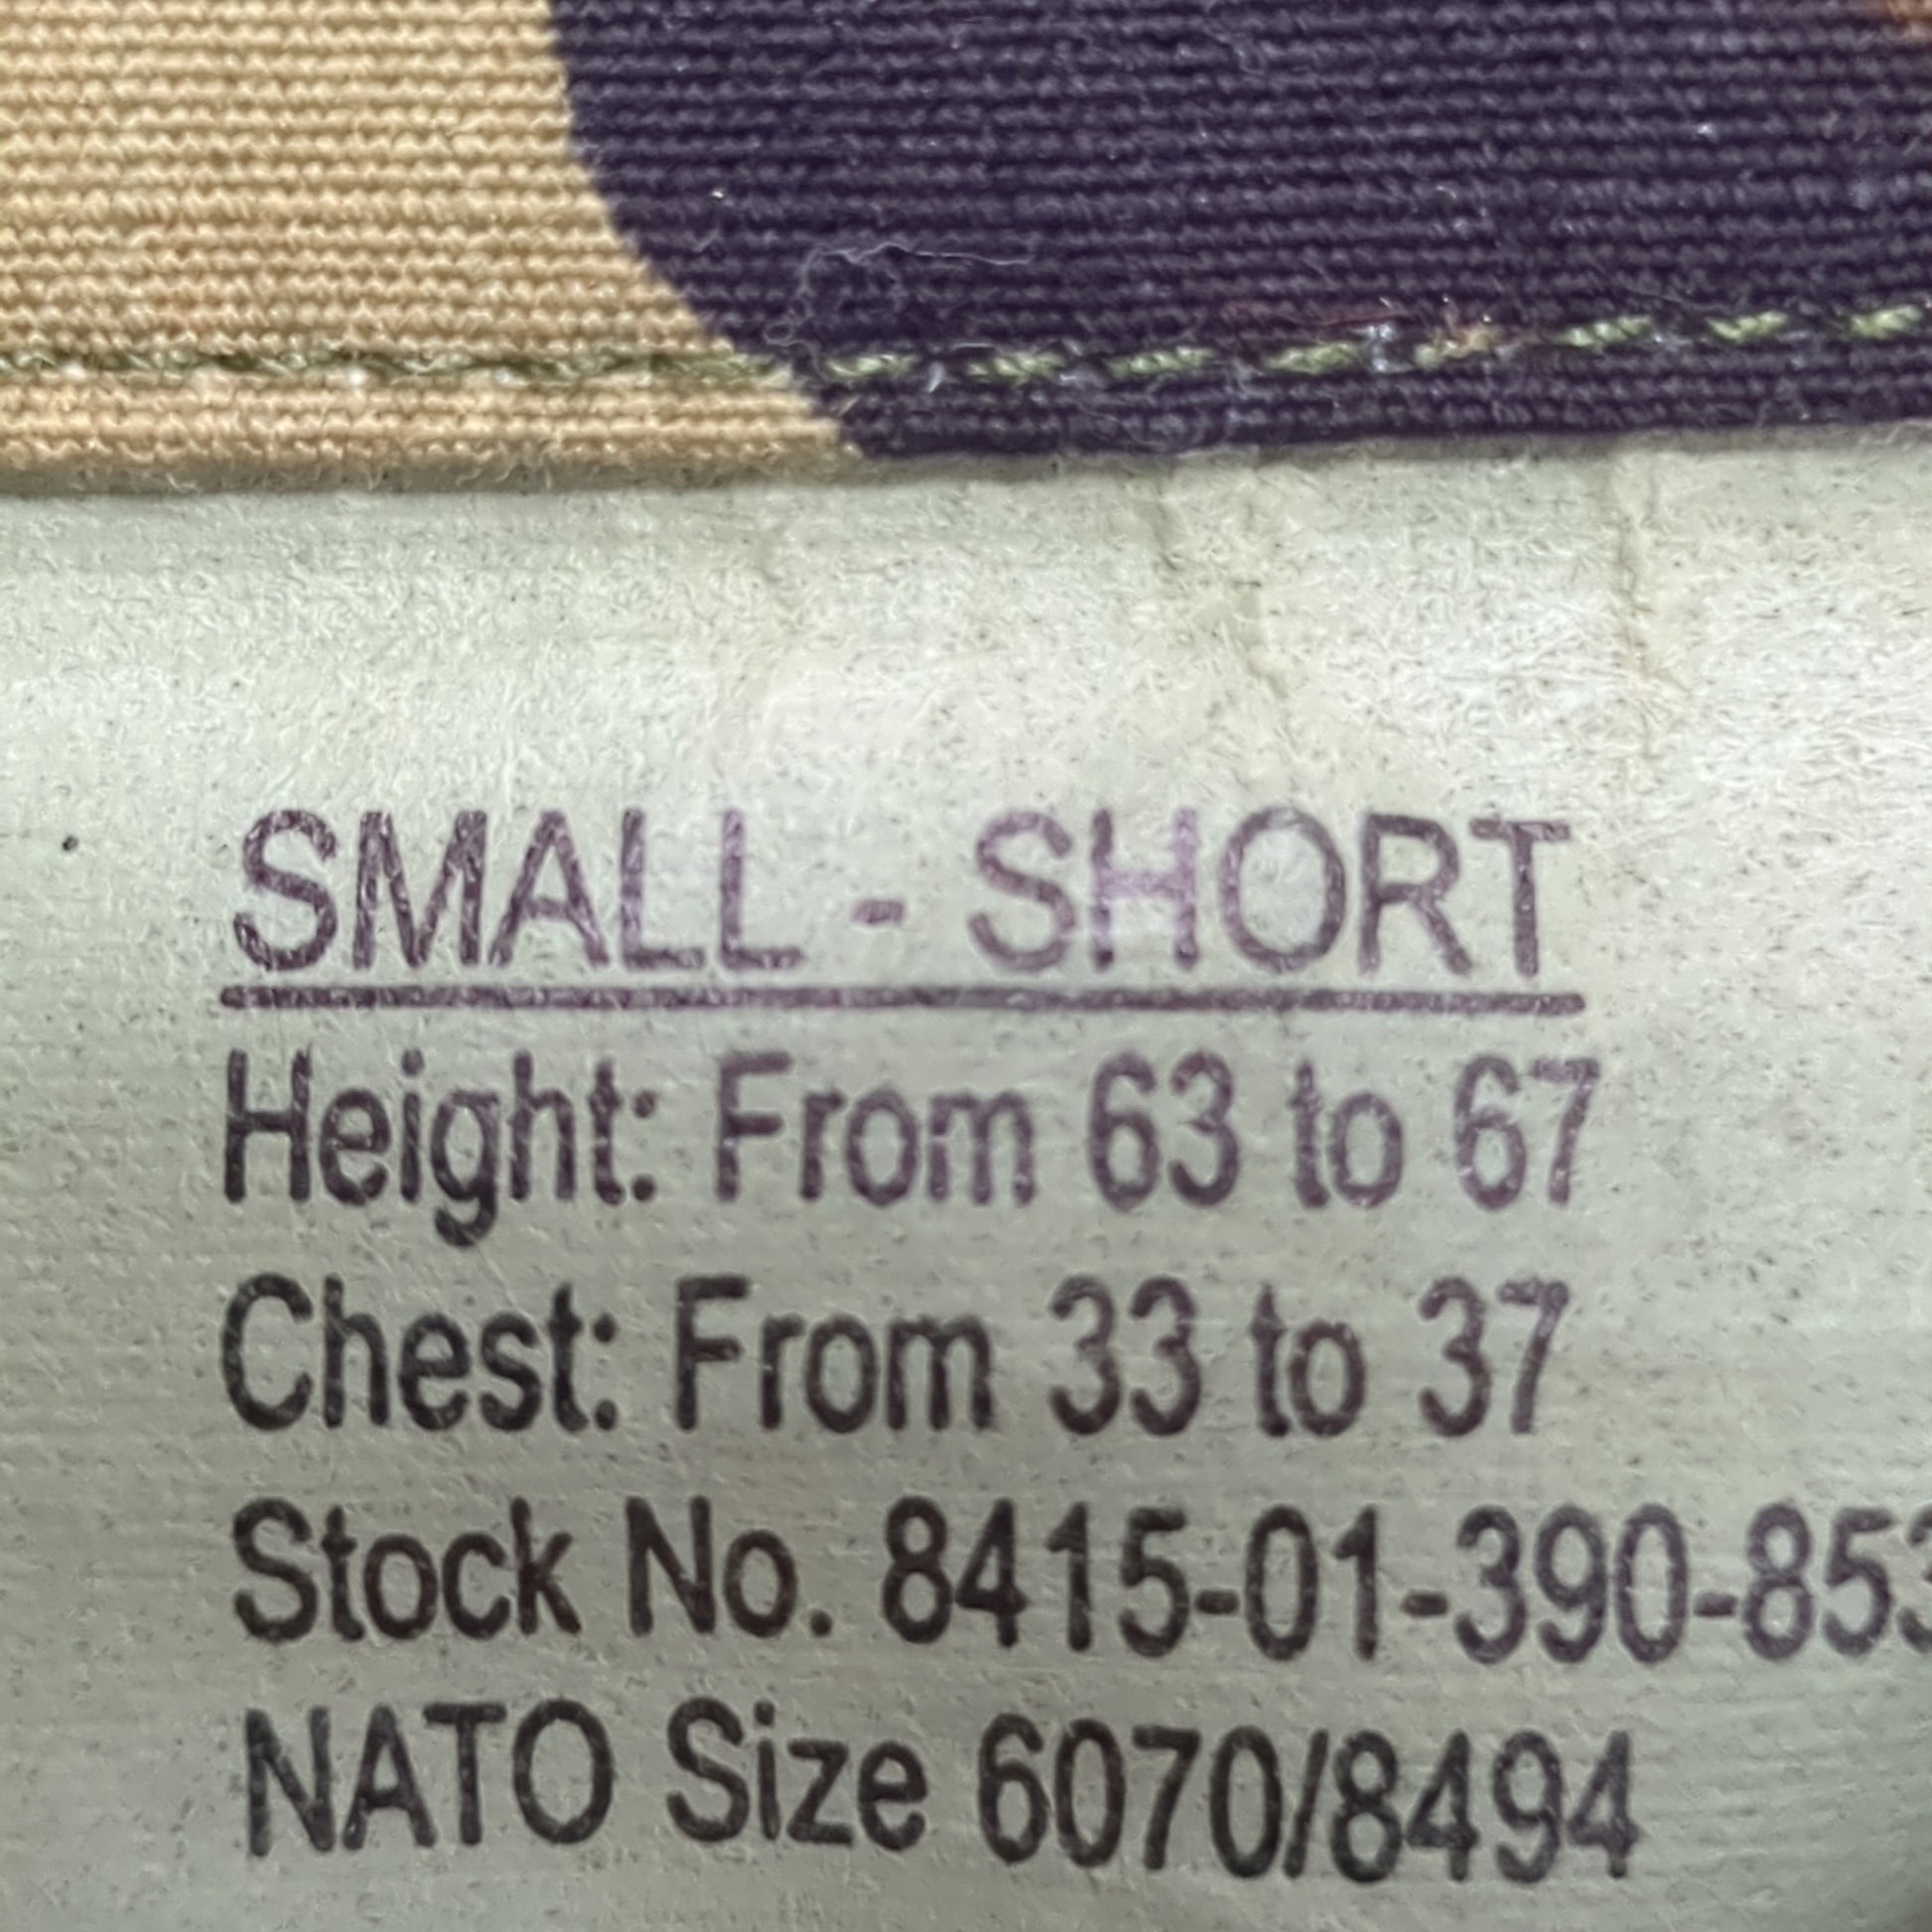 SMALL - SHORT
Height: From 63 to 67
Chest: From 33 to 37
Stock No. 8415-01-390-853
NATO Size 6070/8494